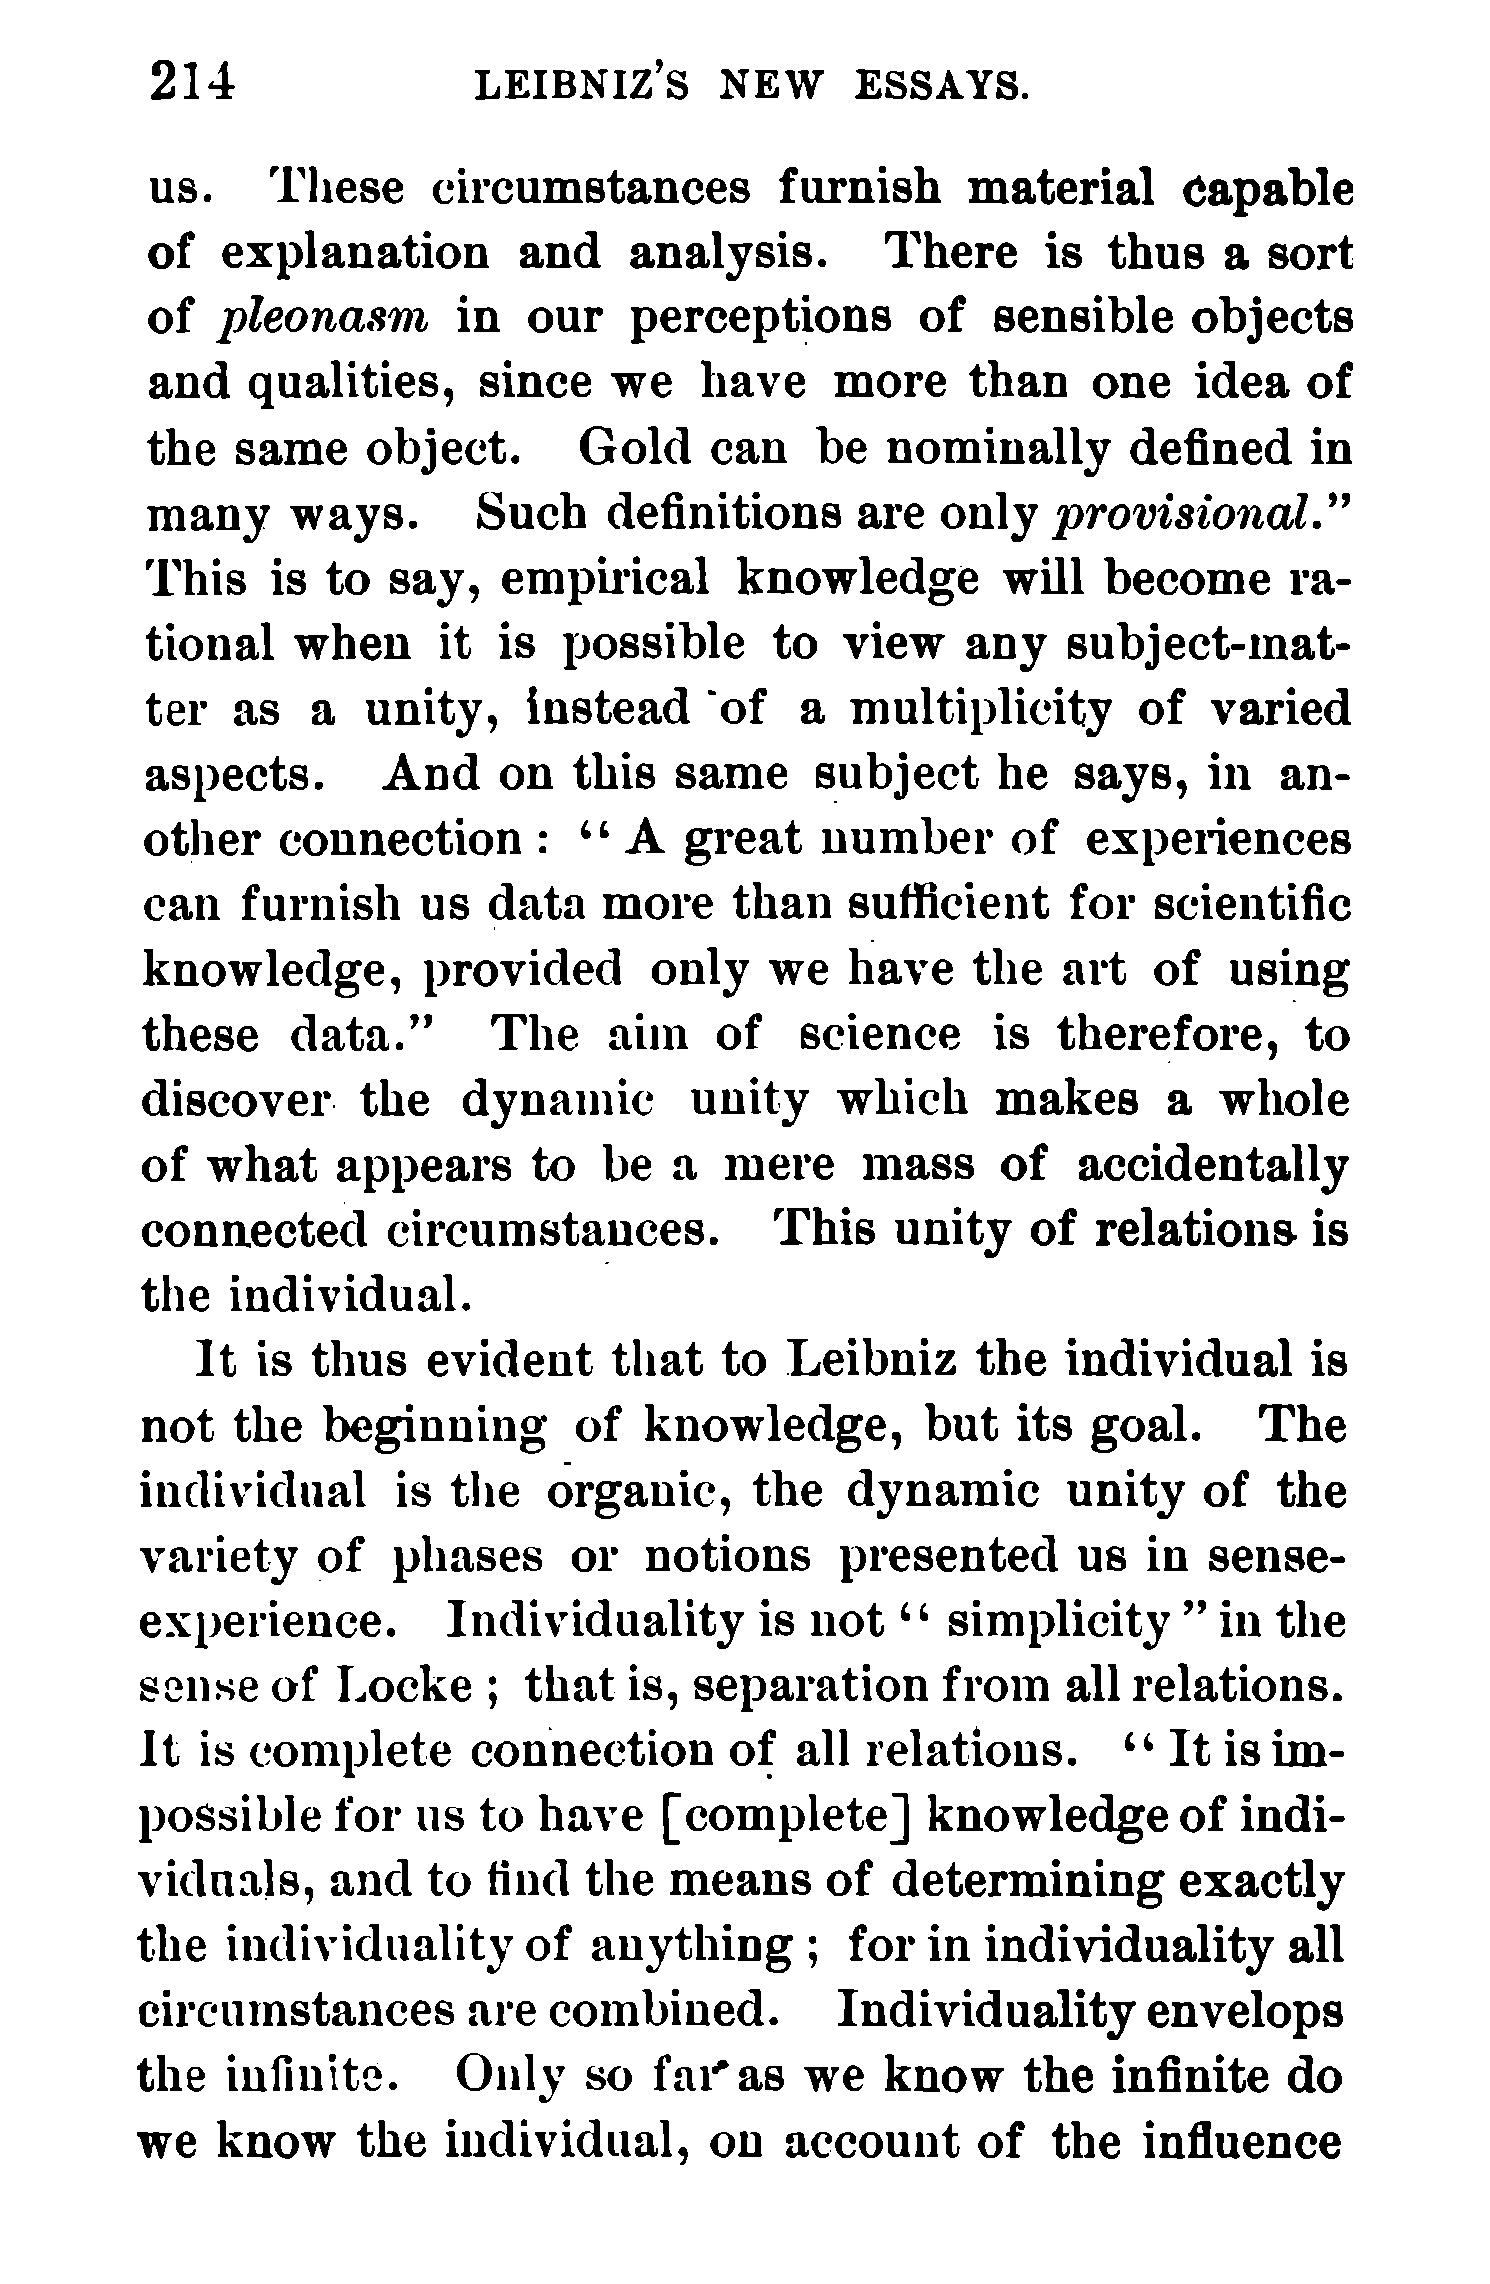 214 LEIBNIZ'S NEW ESSAYS.
us. These circumstances furnish material capable
of explanation and analysis. There is thus a sort
of pleonasm in our perceptions of sensible objects
and qualities, since we have more than one idea of
the same object. Gold can be nominally defined in
many ways. Such definitions are only provisional."
This is to say, empirical knowledge will become ra-
tional when it is possible to view any subject-mat-
ter as a unity, instead of a multiplicity of varied
aspects. And on this same subject he says, in an-
other connection : " A great number of experiences
can furnish us data more than sufficient for scientific
knowledge, provided only we have the art of using
these data." The aim of science is therefore, to
discover the dynamic unity which makes a whole
of what appears to be a mere mass of accidentally
connected circumstances. This unity of relations is
the individual.
It is thus evident that to Leibniz the individual is
not the beginning of knowledge, but its goal. The
individual is the organic, the dynamic unity of the
variety of phases or notions presented us in sense-
experience. Individuality is not " simplicity " in the
sense of Locke ; that is, separation from all relations.
It is complete connection of all relations. " It is im-
possible for us to have [complete] knowledge of indi-
viduals, and to find the means of determining exactly
the individuality of anything ; for in individuality all
circumstances are combined. Individuality envelops
the infinite. Only so far as we know the infinite do
we know the individual, on account of the influence